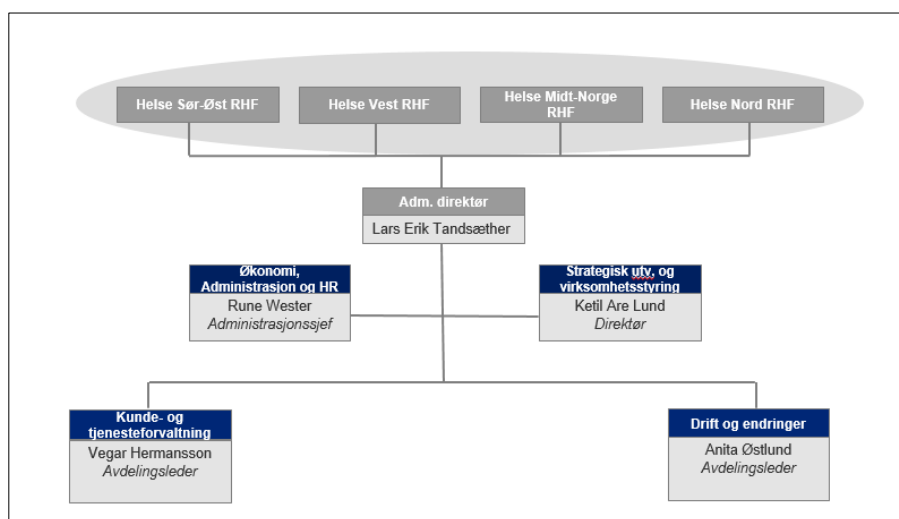 Helse Sør-Øst RHF
Helse Vest RHF
Helse Midt-Norge
RHF
Helse Nord RHF
Adm. direktør
Lars Erik Tandsæther
Økonomi,
Administrasjon og HR
Rune Wester
Administrasjonssjef
Strategisk utv. og
virksomhetsstyring
Ketil Are Lund
Direktør
Kunde- og
tjenesteforvaltning
Vegar Hermansson
Avdelingsleder
Drift og endringer
Anita Østlund
Avdelingsleder